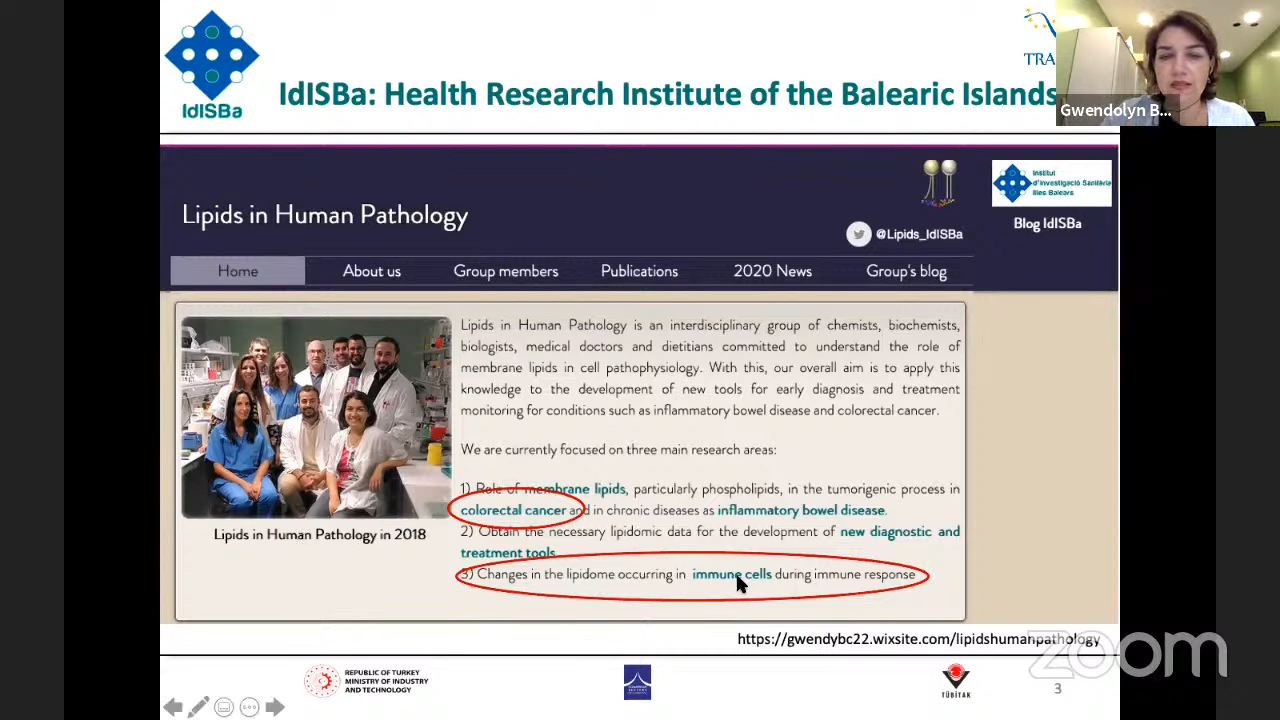 IdISBa
IdISBa: Health Research Institute of the Balearic Islands
TRA
Gwendolyn B...
Lipids in Human Pathology
@Lipids_IdISBa
Institut
d'Investigació Sanitària
Illes Balears
Blog IdISBa
Home
About us
Group members
Publications
2020 News
Group's blog
Lipids in Human Pathology is an interdisciplinary group of chemists, biochemists,
biologists, medical doctors and dietitians committed to understand the role of
membrane lipids in cell pathophysiology. With this, our overall aim is to apply this
knowledge to the development of new tools for early diagnosis and treatment
monitoring for conditions such as inflammatory bowel disease and colorectal cancer.
We are currently focused on three main research areas:
1) Role of membrane lipids, particularly phospholipids, in the tumorigenic process in
colorectal cancer and in chronic diseases as inflammatory bowel disease.
2) Obtain the necessary lipidomic data for the development of new diagnostic and
treatment tools
3) Changes in the lipidome occurring in immune cells during immune response
Lipids in Human Pathology in 2018
https://gwendybc22.wixsite.com/lipidshumanpathology
zoom
REPUBLIC OF TURKEY
MINISTRY OF INDUSTRY
AND TECHNOLOGY
TÜBİTAK
3